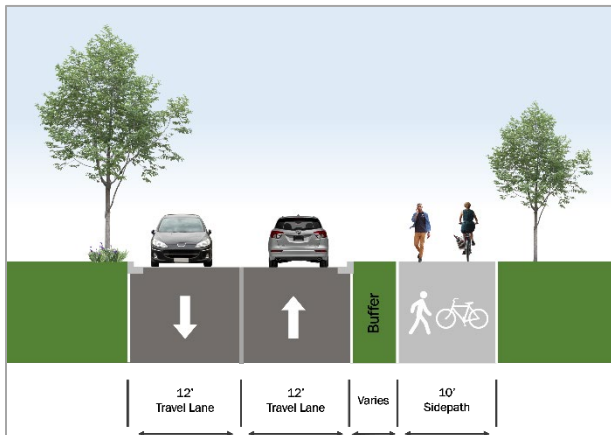 Buffer
12'
Travel Lane
12'
Travel Lane
Varies
10'
Sidepath